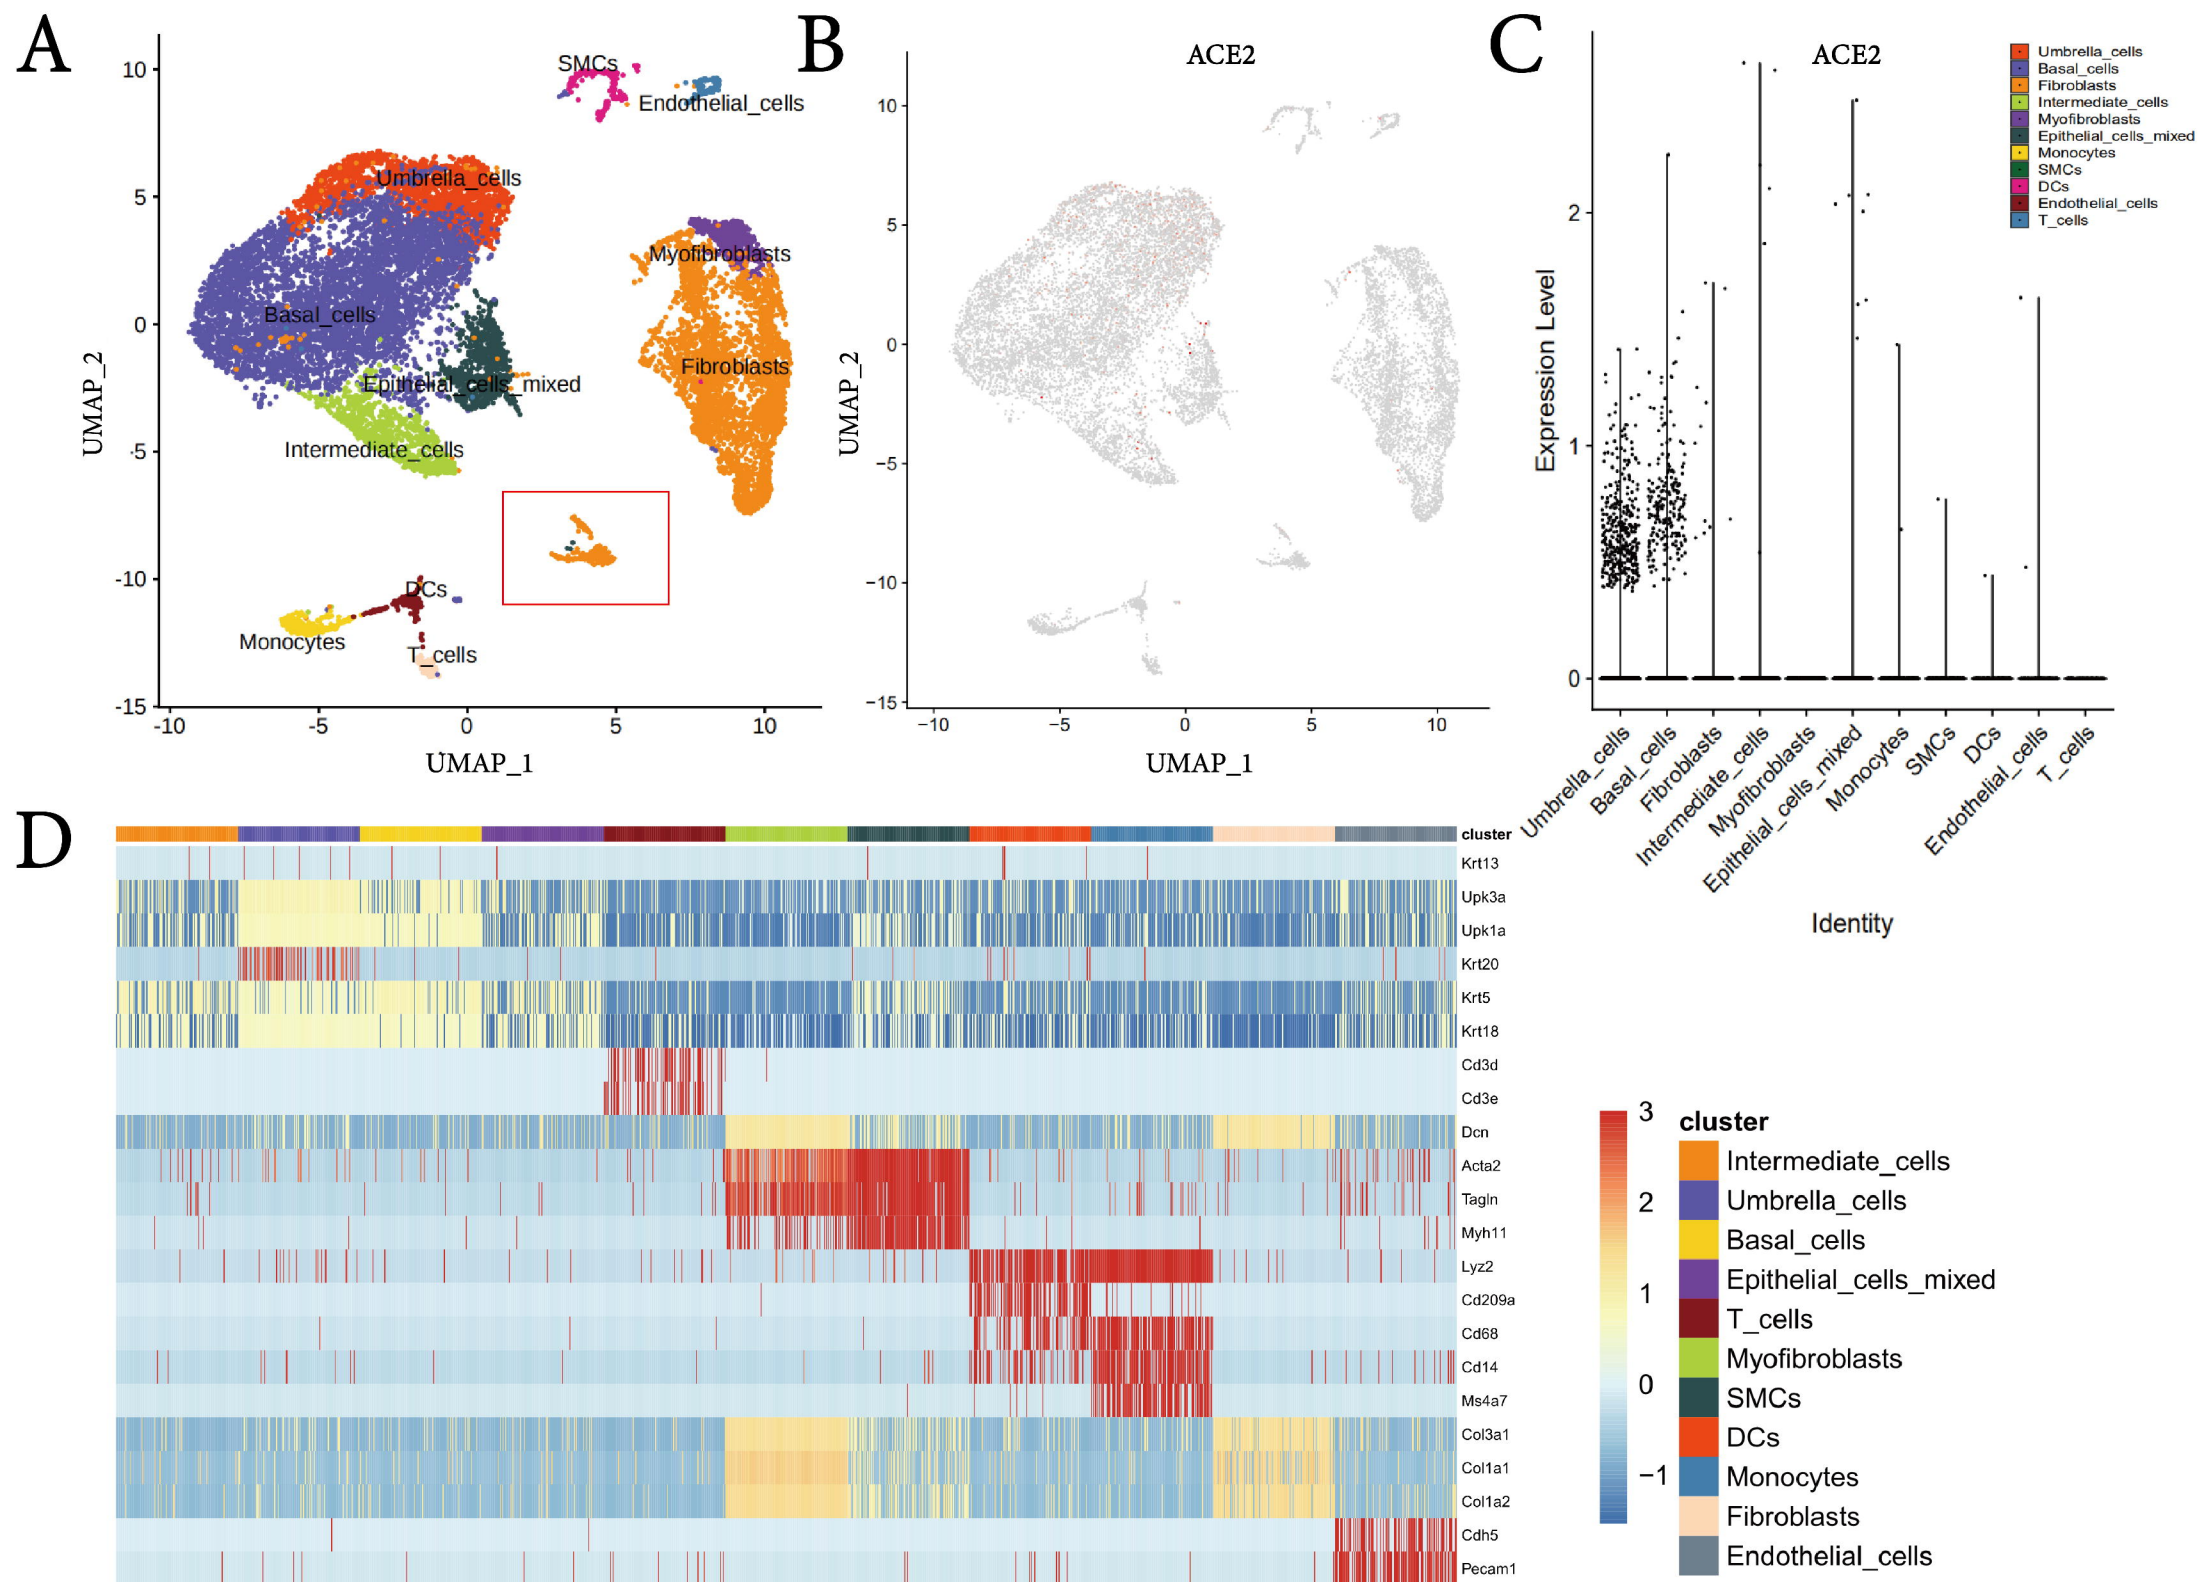 A
10
5
0
-5
-10
-15
-10
-5
0
5
10
UMAP_2
UMAP_1
SMCs
Endothelial_cells
Umbrella_cells
Myofibroblasts
Basal_cells
Fibroblasts
Epithelial_cells_mixed
Intermediate_cells
DCs
Monocytes
T_cells
B
ACE2
10
5
0
−5
−10
−15
−10
−5
0
5
10
UMAP_2
UMAP_1
C
ACE2
Expression Level
2
1
0
Umbrella_cells
Basal_cells
Fibroblasts
Intermediate_cells
Myofibroblasts
Epithelial_cells_mixed
Monocytes
SMCs
DCs
Endothelial_cells
T_cells
Identity
Umbrella_cells
Basal_cells
Fibroblasts
Intermediate_cells
Myofibroblasts
Epithelial_cells_mixed
Monocytes
SMCs
DCs
Endothelial_cells
T_cells
D
cluster
Krt13
Upk3a
Upk1a
Krt20
Krt5
Krt18
Cd3d
Cd3e
Dcn
Acta2
Tagln
Myh11
Lyz2
Cd209a
Cd68
Cd14
Ms4a7
Col3a1
Col1a1
Col1a2
Cdh5
Pecam1
3
2
1
0
−1
cluster
Intermediate_cells
Umbrella_cells
Basal_cells
Epithelial_cells_mixed
T_cells
Myofibroblasts
SMCs
DCs
Monocytes
Fibroblasts
Endothelial_cells